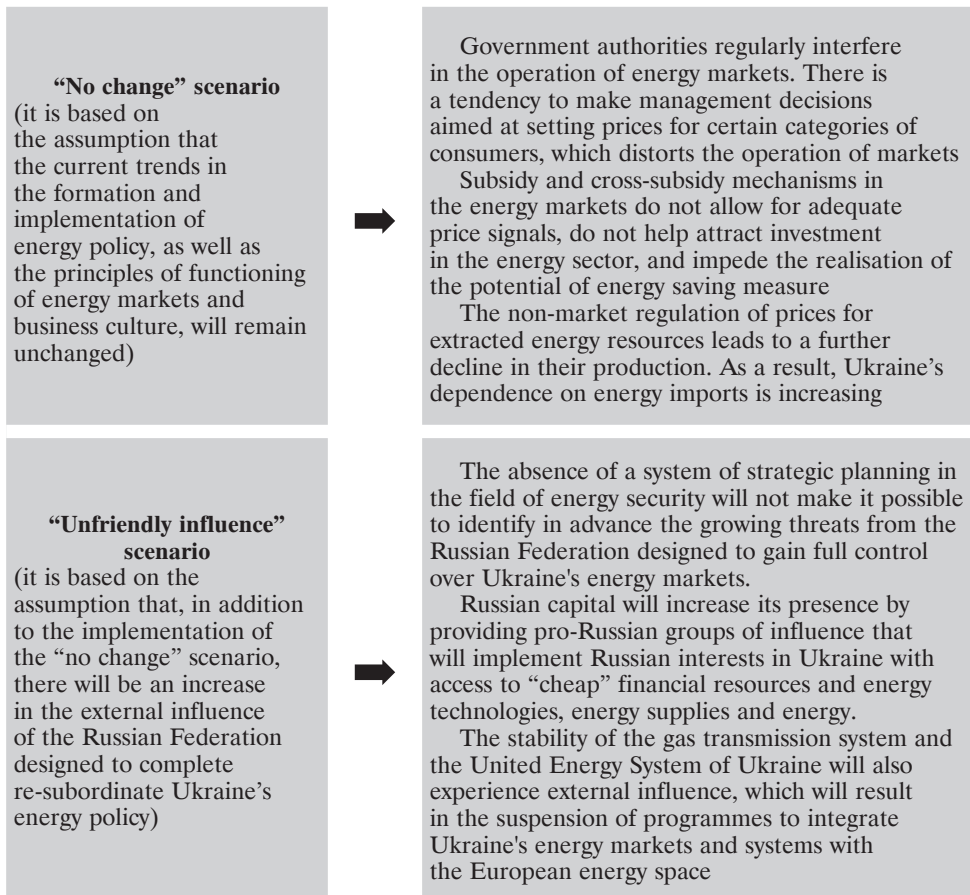 “No change” scenario
(it is based on
the assumption that
the current trends in
the formation and
implementation of
energy policy, as well as
the principles of functioning
of energy markets and
business culture, will remain
unchanged)
Government authorities regularly interfere
in the operation of energy markets. There is
a tendency to make management decisions
aimed at setting prices for certain categories of
consumers, which distorts the operation of markets
Subsidy and cross-subsidy mechanisms in
the energy markets do not allow for adequate
price signals, do not help attract investment
in the energy sector, and impede the realisation of
the potential of energy saving measure
The non-market regulation of prices for
extracted energy resources leads to a further
decline in their production. As a result, Ukraine’s
dependence on energy imports is increasing
“Unfriendly influence”
scenario
(it is based on the
assumption that, in addition
to the implementation of
the “no change” scenario,
there will be an increase
in the external influence
of the Russian Federation
designed to complete
re-subordinate Ukraine’s
energy policy)
The absence of a system of strategic planning in
the field of energy security will not make it possible
to identify in advance the growing threats from the
Russian Federation designed to gain full control
over Ukraine's energy markets.
Russian capital will increase its presence by
providing pro-Russian groups of influence that
will implement Russian interests in Ukraine with
access to “cheap” financial resources and energy
technologies, energy supplies and energy.
The stability of the gas transmission system and
the United Energy System of Ukraine will also
experience external influence, which will result
in the suspension of programmes to integrate
Ukraine's energy markets and systems with
the European energy space